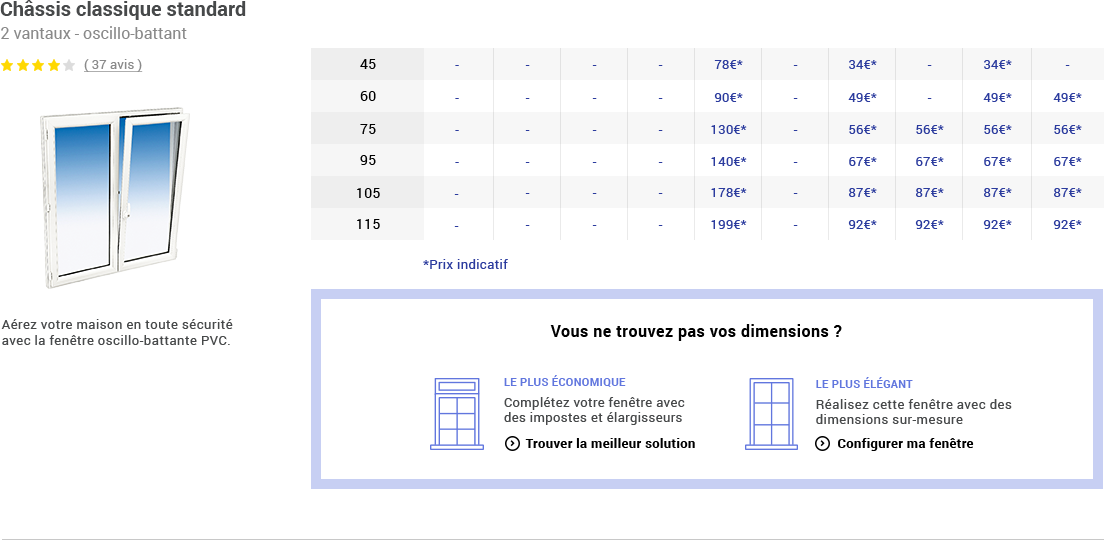 Châssis classique standard
2 vantaux - oscillo-battant
( 37 avis )
45 - - - - 78€* - 34€* - 34€* -
60 - - - - 90€* - 49€* - 49€* 49€*
75 - - - - 130€* - 56€* 56€* 56€* 56€*
95 - - - - 140€* - 67€* 67€* 67€* 67€*
105 - - - - 178€* - 87€* 87€* 87€* 87€*
115 - - - - 199€* - 92€* 92€* 92€* 92€*
*Prix indicatif
Aérez votre maison en toute sécurité
avec la fenêtre oscillo-battante PVC.
Vous ne trouvez pas vos dimensions ?
LE PLUS ÉCONOMIQUE
Complétez votre fenêtre avec
des impostes et élargisseurs
Trouver la meilleur solution
LE PLUS ÉLÉGANT
Réalisez cette fenêtre avec des
dimensions sur-mesure
Configurer ma fenêtre